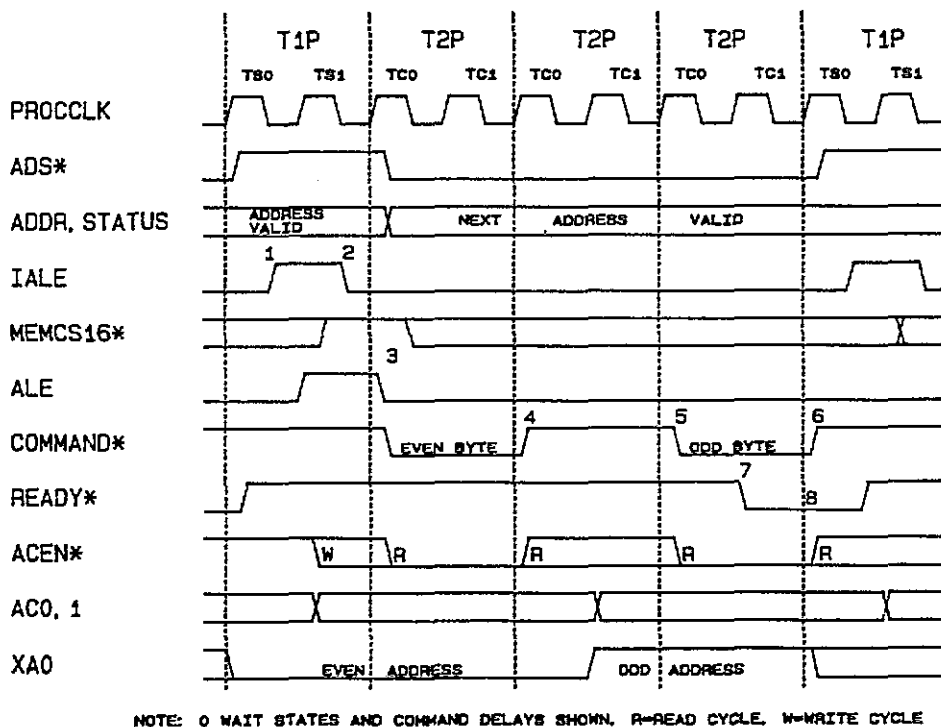 T1P T2P T2P T2P T1P
TS0 TS1 TC0 TC1 TC0 TC1 TC0 TC1 TS0 TS1
PROCCLK
ADS*
ADDR, STATUS ADDRESS VALID NEXT ADDRESS VALID
1 2
IALE
MEMCS16*
3
ALE
4 5 6
COMMAND* EVEN BYTE ODD BYTE
7
READY* 8
ACEN* W R R R R
AC0, 1
XA0 EVEN ADDRESS ODD ADDRESS
NOTE: 0 WAIT STATES AND COMMAND DELAYS SHOWN, R=READ CYCLE, W=WRITE CYCLE